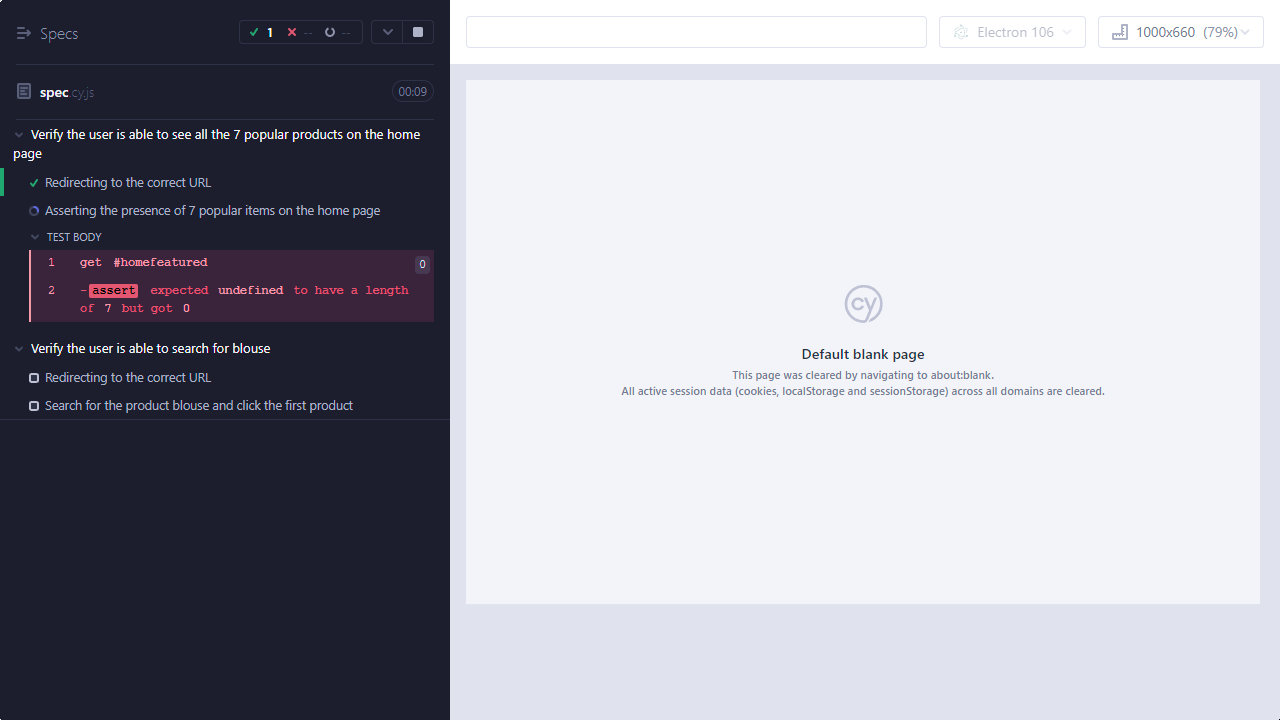 Specs
1
--
--
Electron 106
1000x660 (79%)
spec.cy.js
00:09
Verify the user is able to see all the 7 popular products on the home
page
Redirecting to the correct URL
Asserting the presence of 7 popular items on the home page
TEST BODY
1 get #homefeatured 0
2 -assert expected undefined to have a length
of 7 but got 0
Verify the user is able to search for blouse
Redirecting to the correct URL
Search for the product blouse and click the first product
cy
Default blank page
This page was cleared by navigating to about:blank.
All active session data (cookies, localStorage and sessionStorage) across all domains are cleared.